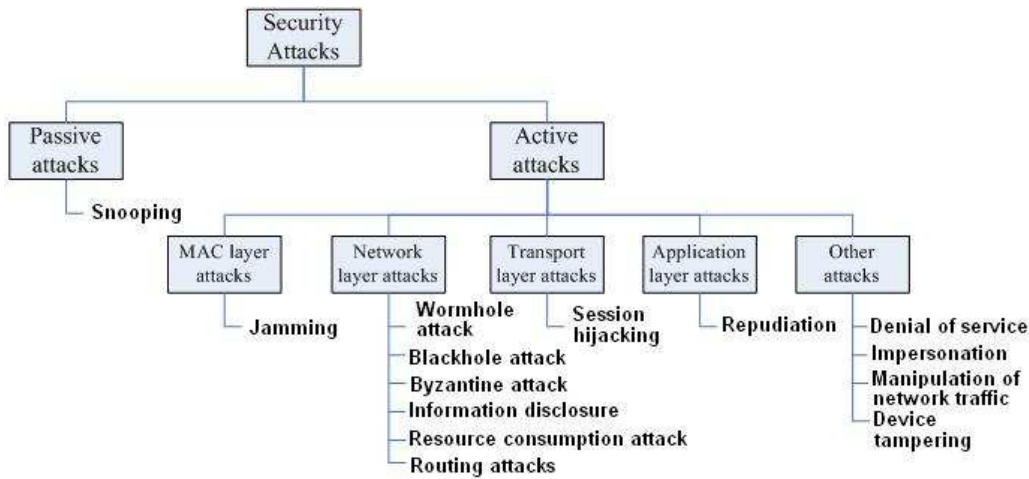 Security
Attacks
Passive
attacks
Active
attacks
Snooping
MAC layer
attacks
Network
layer attacks
Transport
layer attacks
Application
layer attacks
Other
attacks
Jamming
Wormhole
attack
Blackhole attack
Byzantine attack
Information disclosure
Resource consumption attack
Routing attacks
Session
hijacking
Repudiation
Denial of service
Impersonation
Manipulation of
network traffic
Device
tampering